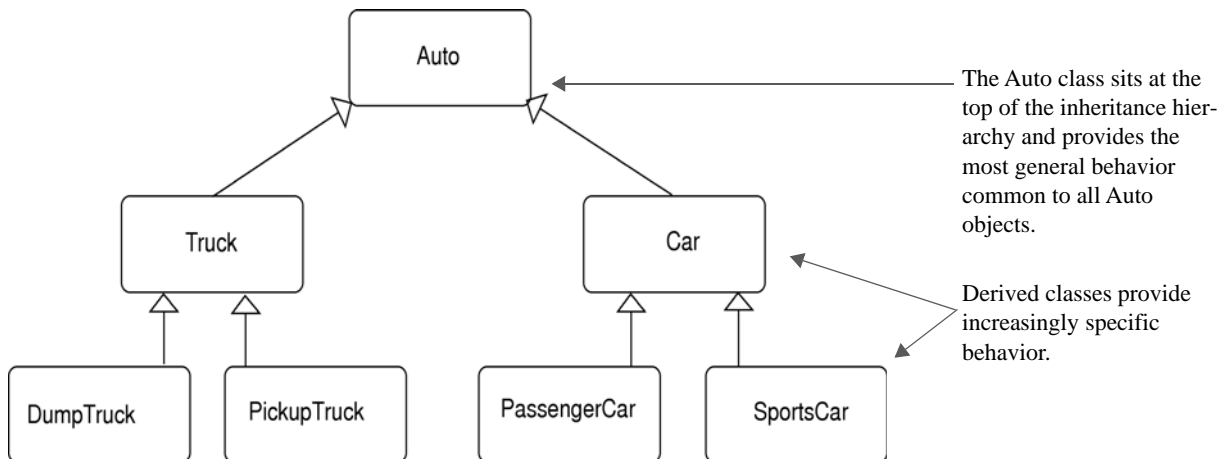 Auto
The Auto class sits at the
top of the inheritance hier-
archy and provides the
most general behavior
common to all Auto
objects.
Truck
Car
Derived classes provide
increasingly specific
behavior.
DumpTruck
PickupTruck
PassengerCar
SportsCar